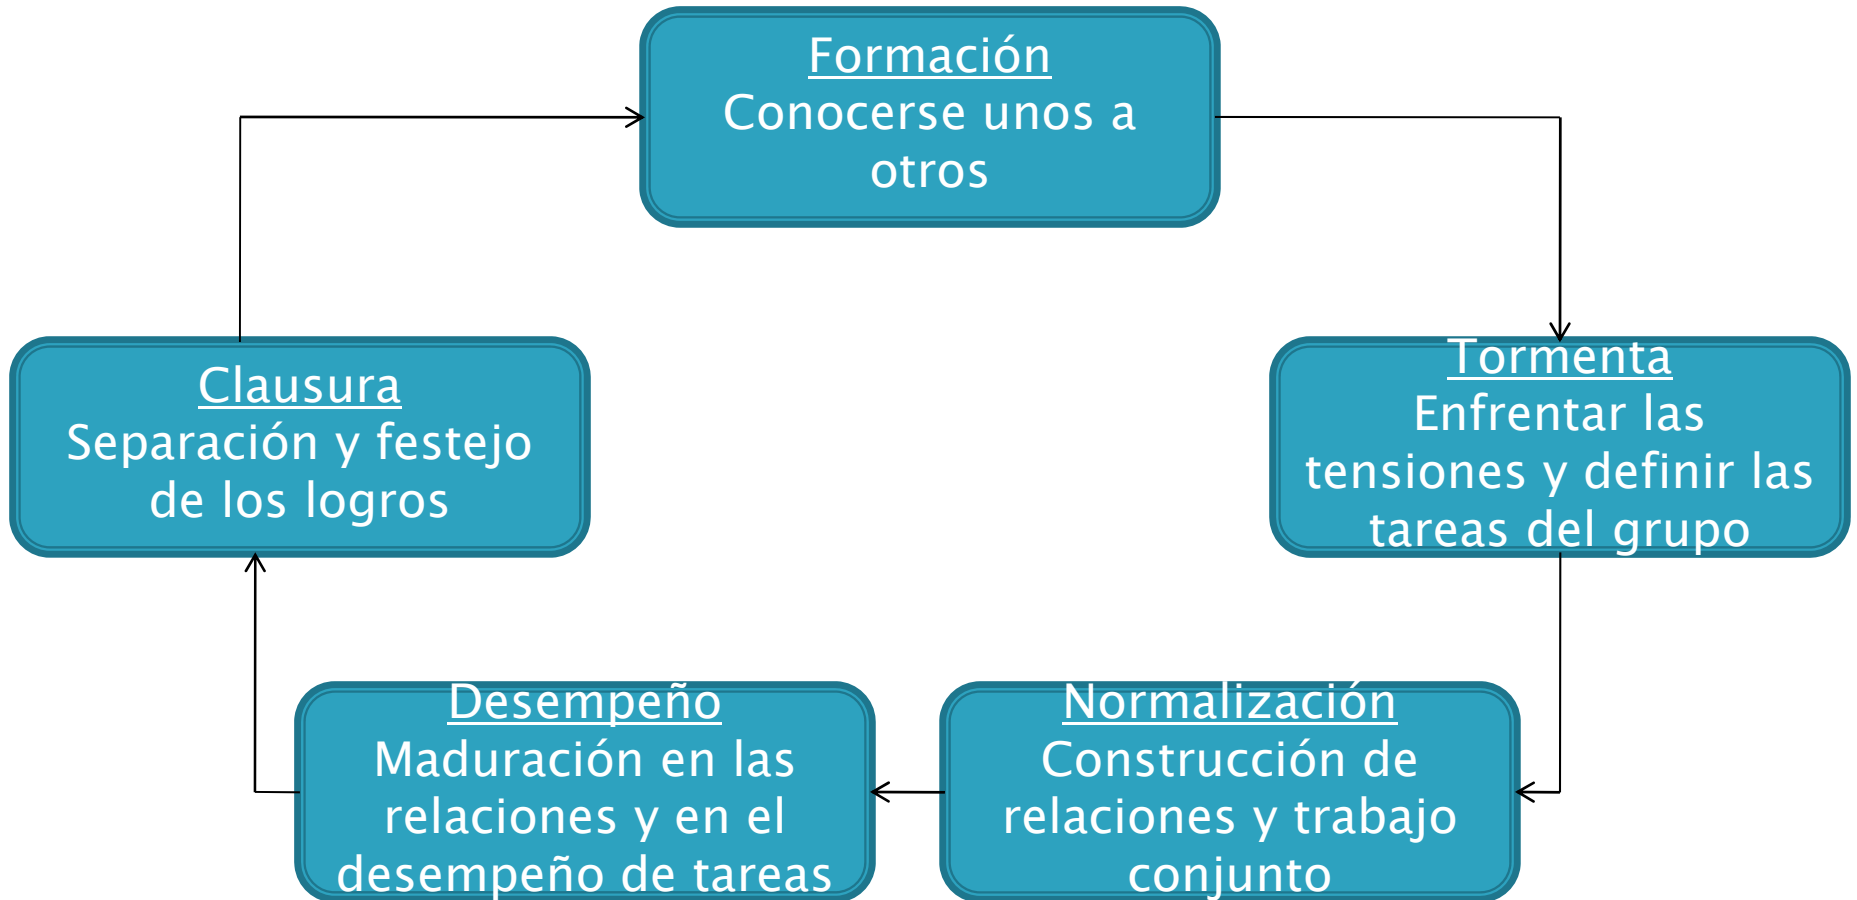 Formación
Conocerse unos a
otros
Tormenta
Enfrentar las
tensiones y definir las
tareas del grupo
Normalización
Construcción de
relaciones y trabajo
conjunto
Desempeño
Maduración en las
relaciones y en el
desempeño de tareas
Clausura
Separación y festejo
de los logros